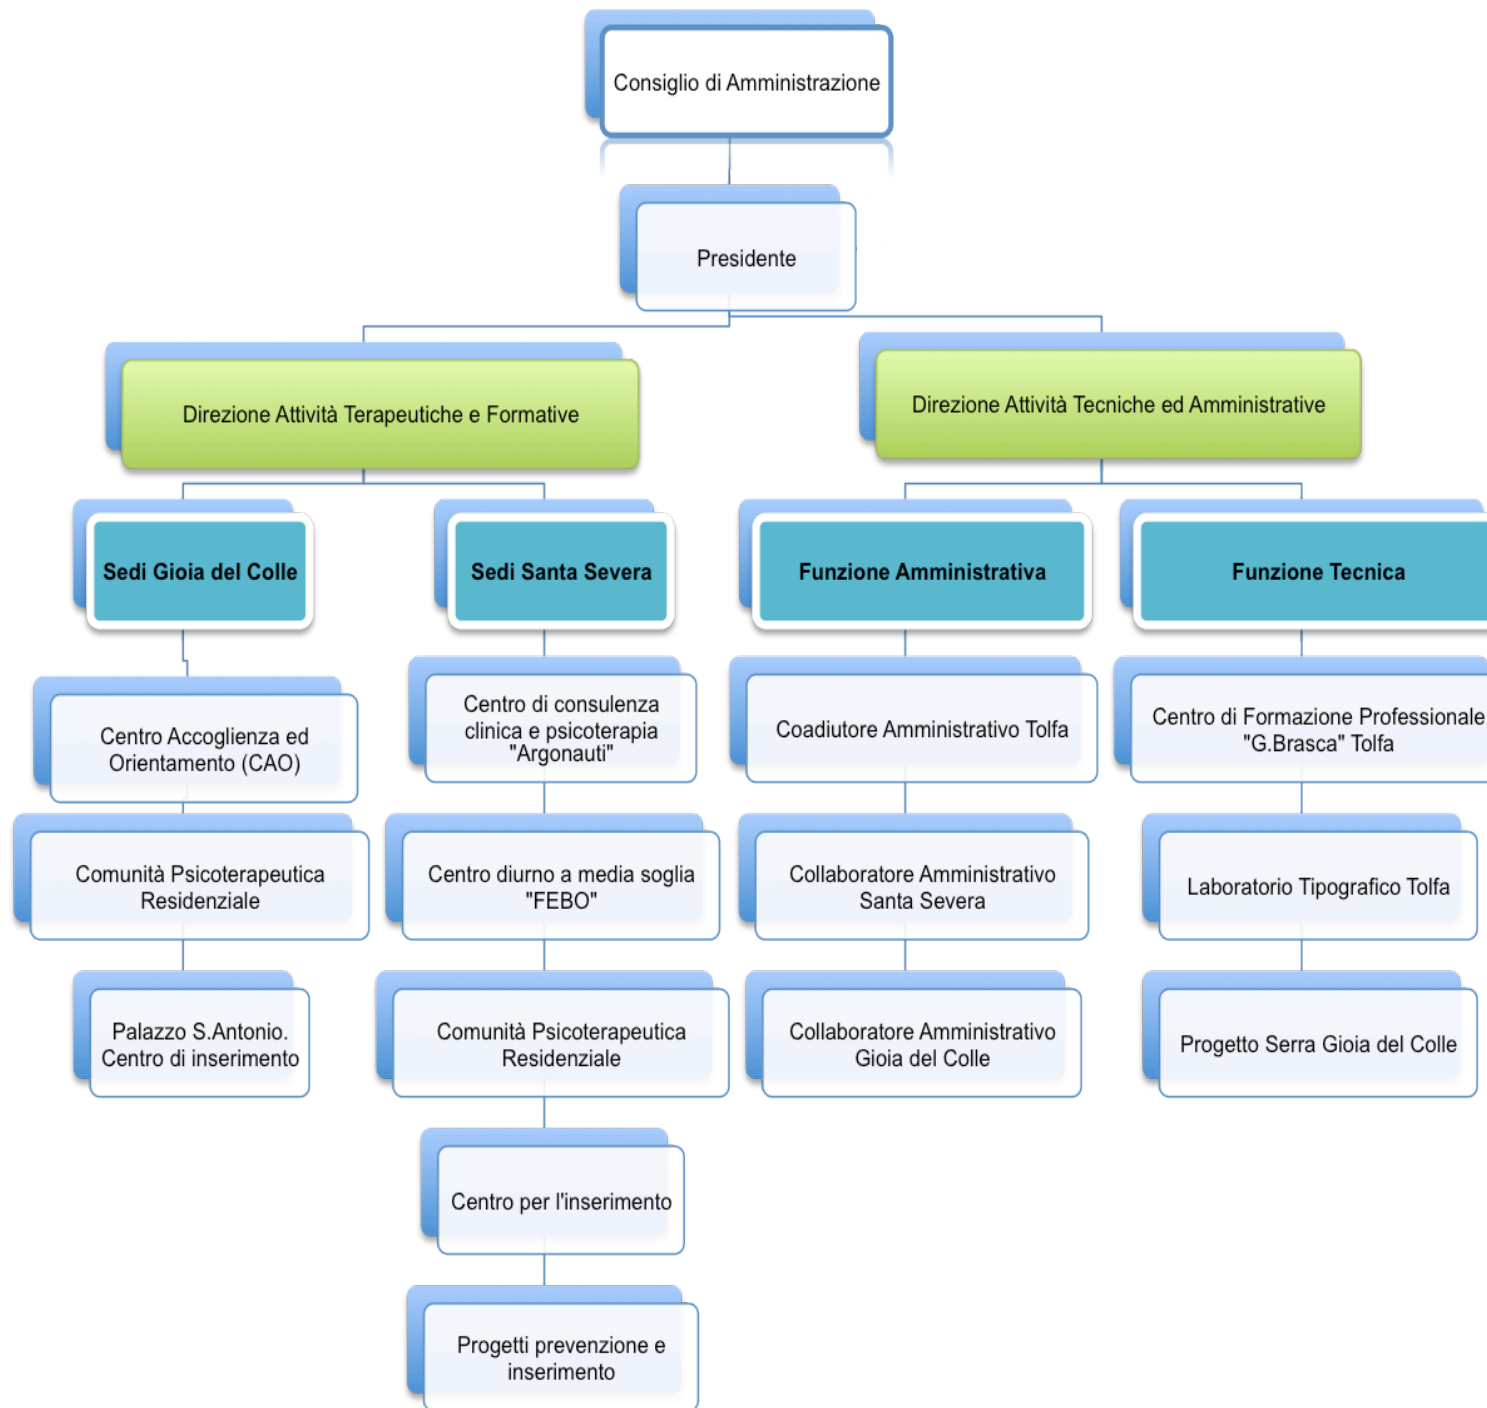 Consiglio di Amministrazione
Presidente
Direzione Attività Terapeutiche e Formative
Direzione Attività Tecniche ed Amministrative
Sedi Gioia del Colle
Sedi Santa Severa
Funzione Amministrativa
Funzione Tecnica
Centro Accoglienza ed
Orientamento (CAO)
Comunità Psicoterapeutica
Residenziale
Palazzo S.Antonio.
Centro di inserimento
Centro di consulenza
clinica e psicoterapia
"Argonauti"
Centro diurno a media soglia
"FEBO"
Comunità Psicoterapeutica
Residenziale
Centro per l'inserimento
Progetti prevenzione e
inserimento
Coadiutore Amministrativo Tolfa
Collaboratore Amministrativo
Santa Severa
Collaboratore Amministrativo
Gioia del Colle
Centro di Formazione Professionale
"G.Brasca" Tolfa
Laboratorio Tipografico Tolfa
Progetto Serra Gioia del Colle